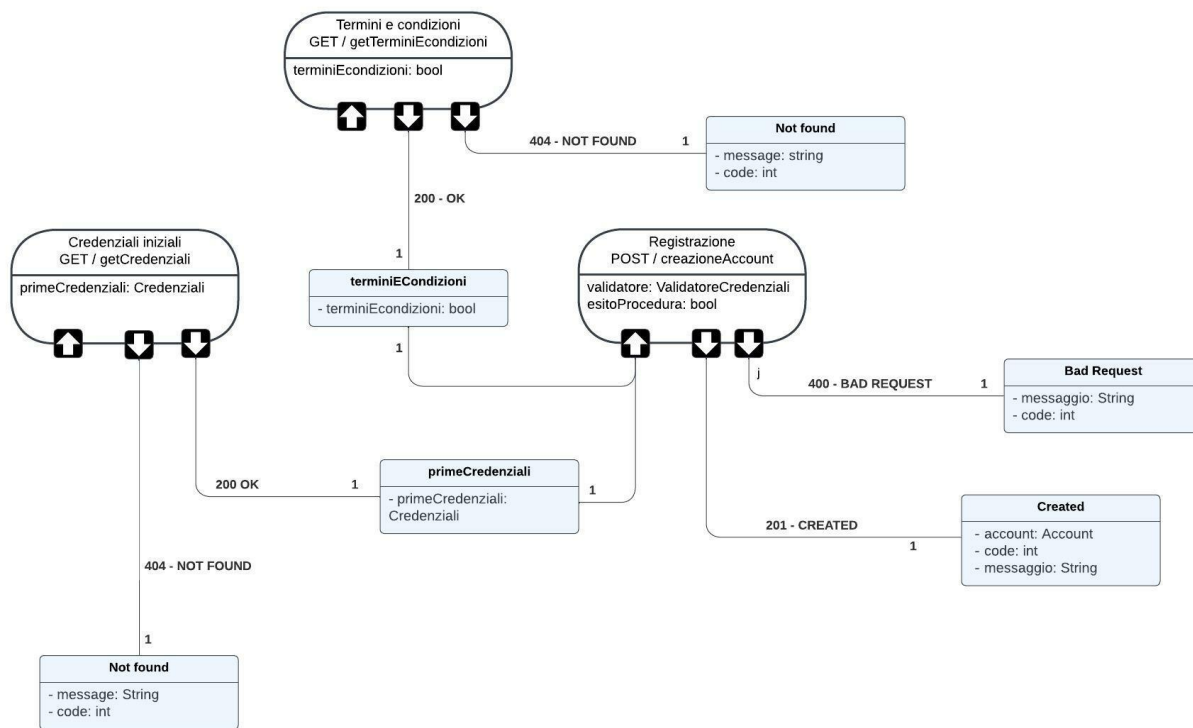 Termini e condizioni
GET / getTerminiEcondizioni
terminiEcondizioni: bool
404 - NOT FOUND
1
Not found
- message: string
- code: int
200 - OK
1
Credenziali iniziali
GET / getCredenziali
primeCredenziali: Credenziali
terminiECondizioni
- terminiEcondizioni: bool
1
Registrazione
POST / creazioneAccount
validatore: ValidatoreCredenziali
esitoProcedura: bool
j
400 - BAD REQUEST
1
Bad Request
- messaggio: String
- code: int
200 OK
1
primeCredenziali
- primeCredenziali:
Credenziali
1
201 - CREATED
1
Created
- account: Account
- code: int
- messaggio: String
404 - NOT FOUND
1
Not found
- message: String
- code: int